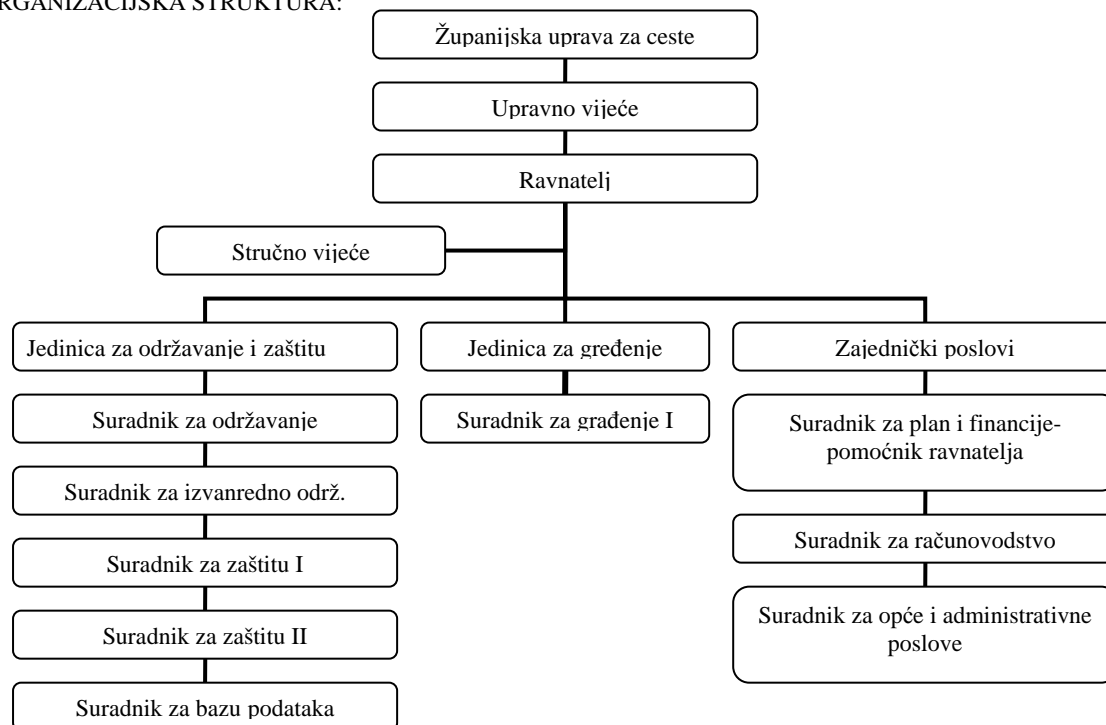 RGANIZACIJSKA STRUKTURA:
Županijska uprava za ceste
Upravno vijeće
Ravnatelj
Stručno vijeće
Jedinica za održavanje i zaštitu
Jedinica za gređenje
Zajednički poslovi
Suradnik za održavanje
Suradnik za građenje I
Suradnik za plan i financije-
pomoćnik ravnatelja
Suradnik za izvanredno održ.
Suradnik za računovodstvo
Suradnik za zaštitu I
Suradnik za opće i administrativne
poslove
Suradnik za zaštitu II
Suradnik za bazu podataka